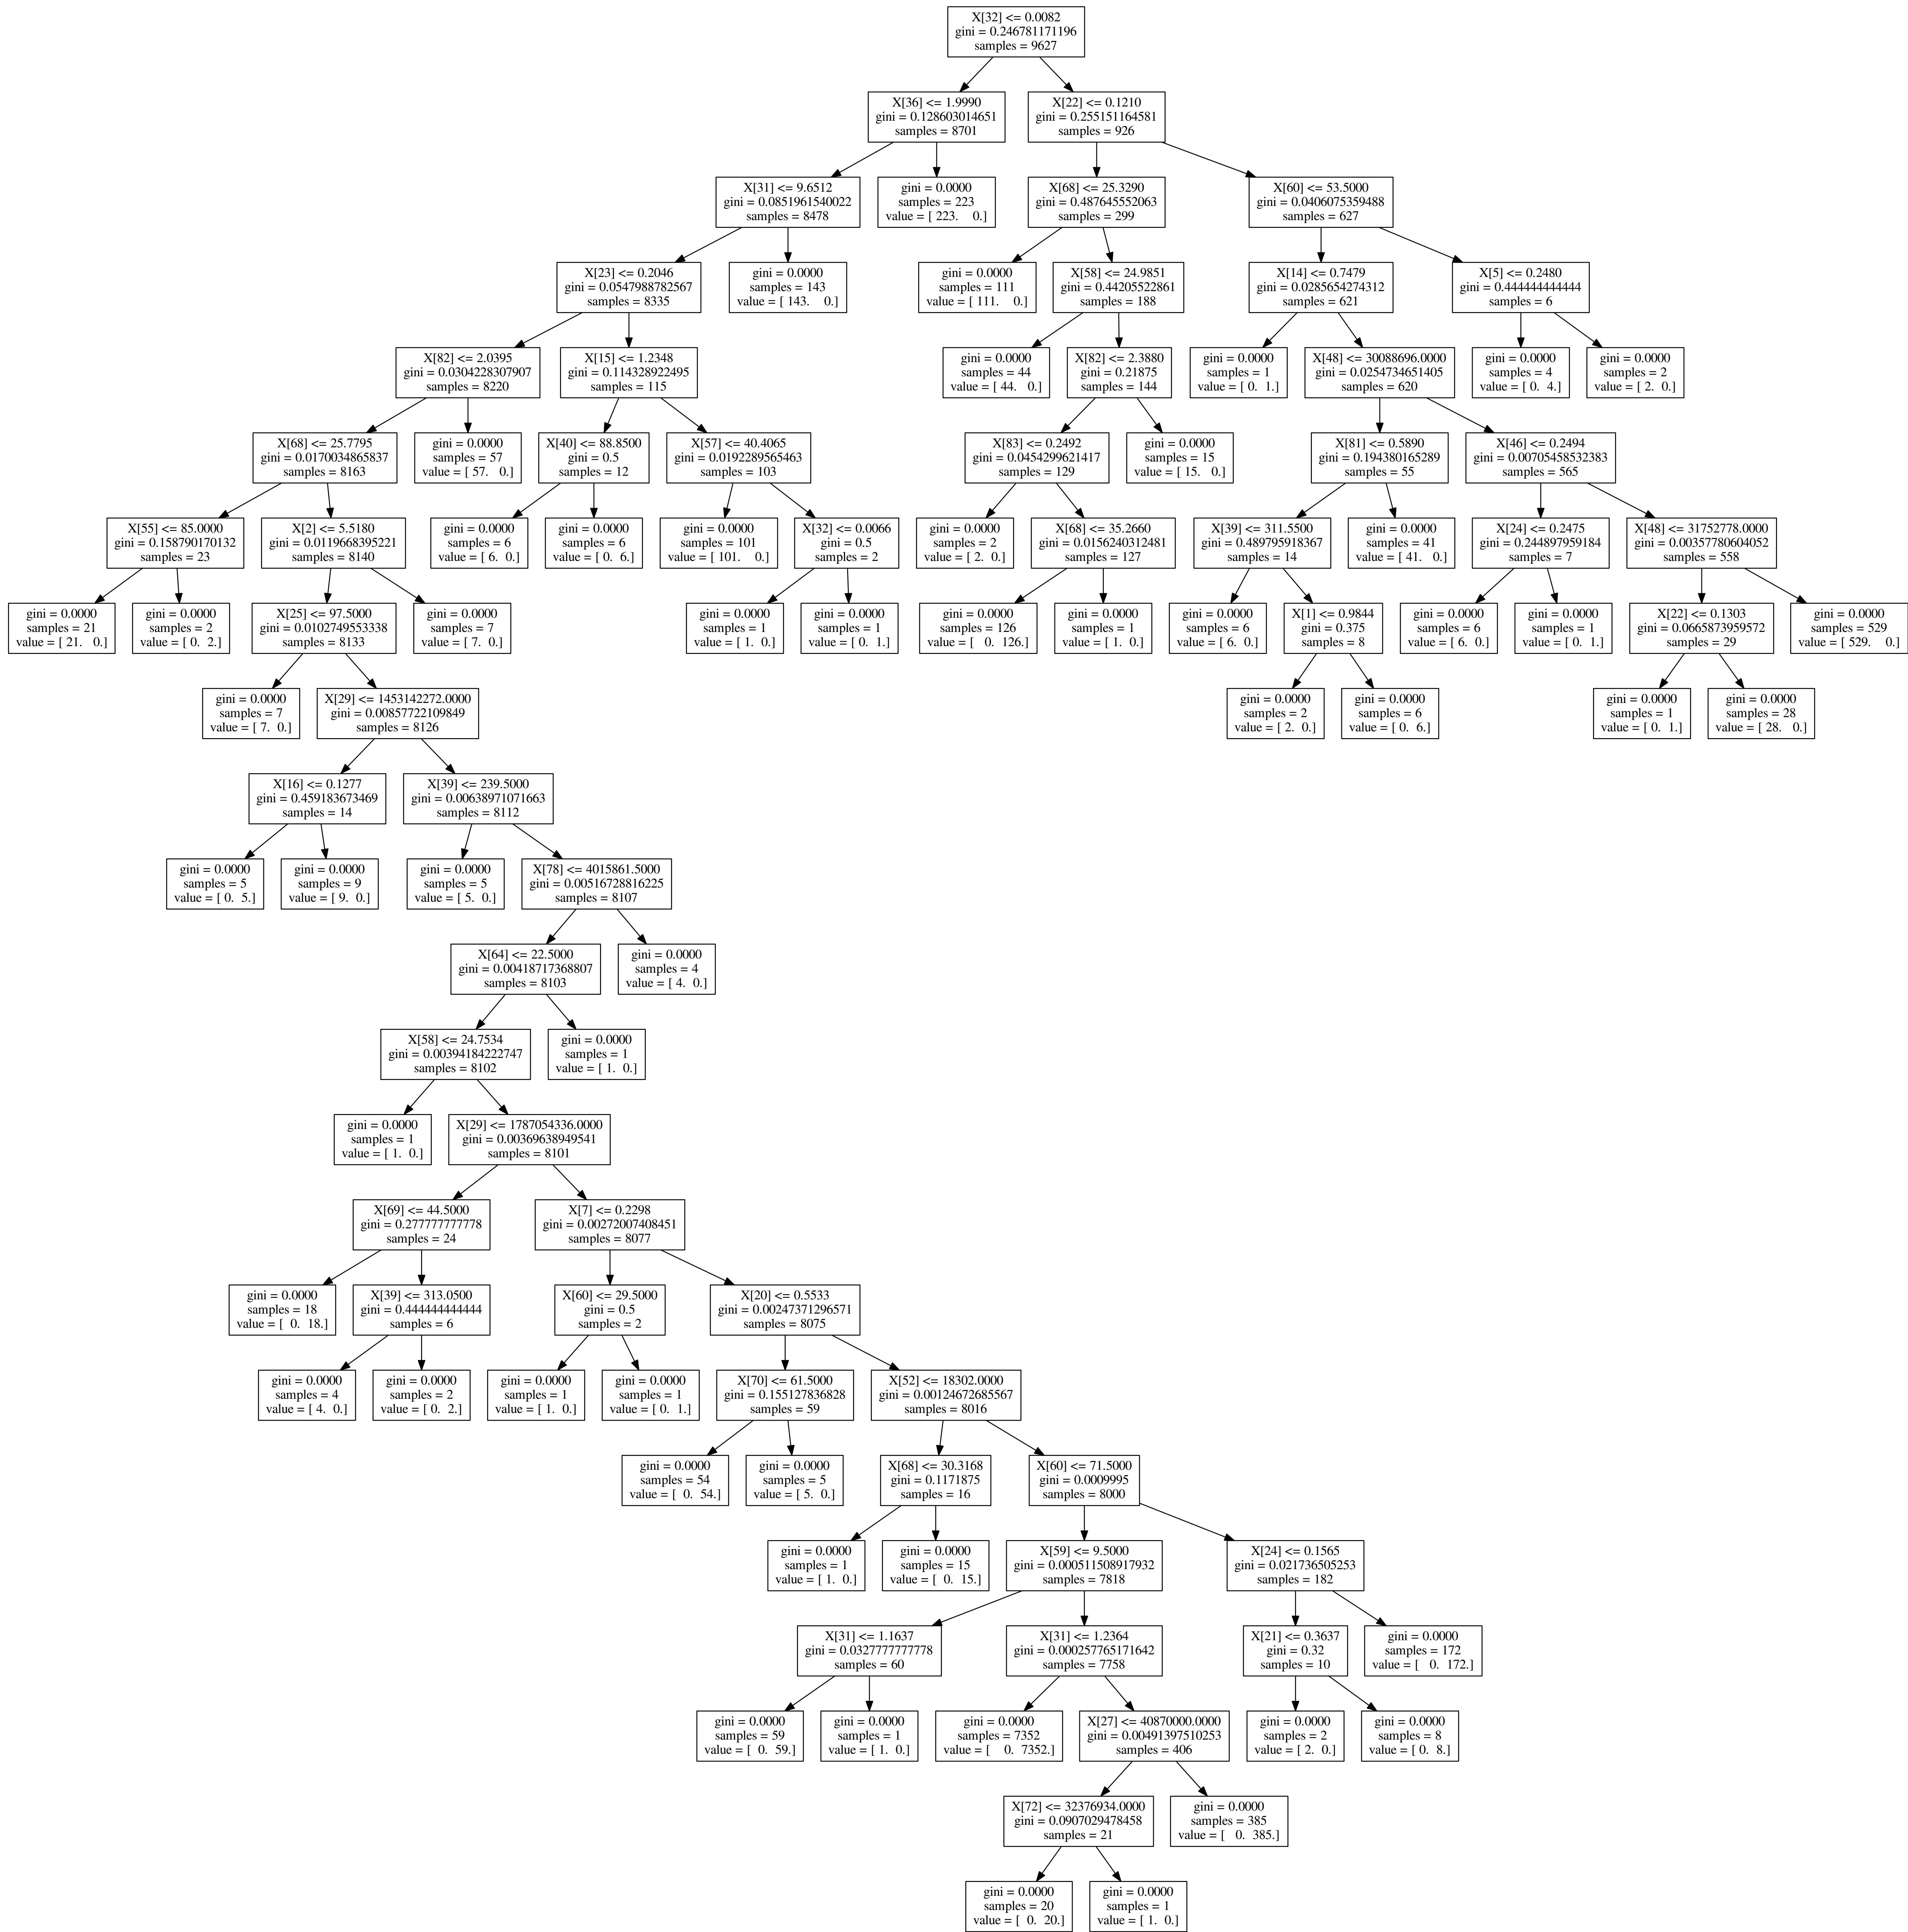 X[32] <= 0.0082
gini = 0.246781171196
samples = 9627
X[36] <= 1.9990
gini = 0.128603014651
samples = 8701
X[22] <= 0.1210
gini = 0.255151164581
samples = 926
X[31] <= 9.6512
gini = 0.0851961540022
samples = 8478
gini = 0.0000
samples = 223
value = [ 223.    0.]
X[68] <= 25.3290
gini = 0.487645552063
samples = 299
X[60] <= 53.5000
gini = 0.0406075359488
samples = 627
X[23] <= 0.2046
gini = 0.0547988782567
samples = 8335
gini = 0.0000
samples = 143
value = [ 143.    0.]
gini = 0.0000
samples = 111
value = [ 111.    0.]
X[58] <= 24.9851
gini = 0.44205522861
samples = 188
X[14] <= 0.7479
gini = 0.0285654274312
samples = 621
X[5] <= 0.2480
gini = 0.444444444444
samples = 6
X[82] <= 2.0395
gini = 0.0304228307907
samples = 8220
X[15] <= 1.2348
gini = 0.114328922495
samples = 115
gini = 0.0000
samples = 44
value = [ 44.   0.]
X[82] <= 2.3880
gini = 0.21875
samples = 144
gini = 0.0000
samples = 1
value = [ 0.  1.]
X[48] <= 30088696.0000
gini = 0.0254734651405
samples = 620
gini = 0.0000
samples = 4
value = [ 0.  4.]
gini = 0.0000
samples = 2
value = [ 2.  0.]
X[68] <= 25.7795
gini = 0.0170034865837
samples = 8163
gini = 0.0000
samples = 57
value = [ 57.   0.]
X[40] <= 88.8500
gini = 0.5
samples = 12
X[57] <= 40.4065
gini = 0.0192289565463
samples = 103
X[83] <= 0.2492
gini = 0.0454299621417
samples = 129
gini = 0.0000
samples = 15
value = [ 15.   0.]
X[81] <= 0.5890
gini = 0.194380165289
samples = 55
X[46] <= 0.2494
gini = 0.00705458532383
samples = 565
X[55] <= 85.0000
gini = 0.158790170132
samples = 23
X[2] <= 5.5180
gini = 0.0119668395221
samples = 8140
gini = 0.0000
samples = 6
value = [ 6.  0.]
gini = 0.0000
samples = 6
value = [ 0.  6.]
gini = 0.0000
samples = 101
value = [ 101.    0.]
X[32] <= 0.0066
gini = 0.5
samples = 2
gini = 0.0000
samples = 2
value = [ 2.  0.]
X[68] <= 35.2660
gini = 0.0156240312481
samples = 127
X[39] <= 311.5500
gini = 0.489795918367
samples = 14
gini = 0.0000
samples = 41
value = [ 41.   0.]
X[24] <= 0.2475
gini = 0.244897959184
samples = 7
X[48] <= 31752778.0000
gini = 0.00357780604052
samples = 558
gini = 0.0000
samples = 21
value = [ 21.   0.]
gini = 0.0000
samples = 2
value = [ 0.  2.]
X[25] <= 97.5000
gini = 0.0102749553338
samples = 8133
gini = 0.0000
samples = 7
value = [ 7.  0.]
gini = 0.0000
samples = 1
value = [ 1.  0.]
gini = 0.0000
samples = 1
value = [ 0.  1.]
gini = 0.0000
samples = 126
value = [   0.  126.]
gini = 0.0000
samples = 1
value = [ 1.  0.]
gini = 0.0000
samples = 6
value = [ 6.  0.]
X[1] <= 0.9844
gini = 0.375
samples = 8
gini = 0.0000
samples = 6
value = [ 6.  0.]
gini = 0.0000
samples = 1
value = [ 0.  1.]
X[22] <= 0.1303
gini = 0.0665873959572
samples = 29
gini = 0.0000
samples = 529
value = [ 529.    0.]
gini = 0.0000
samples = 7
value = [ 7.  0.]
X[29] <= 1453142272.0000
gini = 0.00857722109849
samples = 8126
gini = 0.0000
samples = 2
value = [ 2.  0.]
gini = 0.0000
samples = 6
value = [ 0.  6.]
gini = 0.0000
samples = 1
value = [ 0.  1.]
gini = 0.0000
samples = 28
value = [ 28.   0.]
X[16] <= 0.1277
gini = 0.459183673469
samples = 14
X[39] <= 239.5000
gini = 0.00638971071663
samples = 8112
gini = 0.0000
samples = 5
value = [ 0.  5.]
gini = 0.0000
samples = 9
value = [ 9.  0.]
gini = 0.0000
samples = 5
value = [ 5.  0.]
X[78] <= 4015861.5000
gini = 0.00516728816225
samples = 8107
X[64] <= 22.5000
gini = 0.00418717368807
samples = 8103
gini = 0.0000
samples = 4
value = [ 4.  0.]
X[58] <= 24.7534
gini = 0.00394184222747
samples = 8102
gini = 0.0000
samples = 1
value = [ 1.  0.]
gini = 0.0000
samples = 1
value = [ 1.  0.]
X[29] <= 1787054336.0000
gini = 0.00369638949541
samples = 8101
X[69] <= 44.5000
gini = 0.277777777778
samples = 24
X[7] <= 0.2298
gini = 0.00272007408451
samples = 8077
gini = 0.0000
samples = 18
value = [  0.  18.]
X[39] <= 313.0500
gini = 0.444444444444
samples = 6
X[60] <= 29.5000
gini = 0.5
samples = 2
X[20] <= 0.5533
gini = 0.00247371296571
samples = 8075
gini = 0.0000
samples = 4
value = [ 4.  0.]
gini = 0.0000
samples = 2
value = [ 0.  2.]
gini = 0.0000
samples = 1
value = [ 1.  0.]
gini = 0.0000
samples = 1
value = [ 0.  1.]
X[70] <= 61.5000
gini = 0.155127836828
samples = 59
X[52] <= 18302.0000
gini = 0.00124672685567
samples = 8016
gini = 0.0000
samples = 54
value = [  0.  54.]
gini = 0.0000
samples = 5
value = [ 5.  0.]
X[68] <= 30.3168
gini = 0.1171875
samples = 16
X[60] <= 71.5000
gini = 0.0009995
samples = 8000
gini = 0.0000
samples = 1
value = [ 1.  0.]
gini = 0.0000
samples = 15
value = [  0.  15.]
X[59] <= 9.5000
gini = 0.000511508917932
samples = 7818
X[24] <= 0.1565
gini = 0.021736505253
samples = 182
X[31] <= 1.1637
gini = 0.0327777777778
samples = 60
X[31] <= 1.2364
gini = 0.000257765171642
samples = 7758
X[21] <= 0.3637
gini = 0.32
samples = 10
gini = 0.0000
samples = 172
value = [   0.  172.]
gini = 0.0000
samples = 59
value = [  0.  59.]
gini = 0.0000
samples = 1
value = [ 1.  0.]
gini = 0.0000
samples = 7352
value = [    0.  7352.]
X[27] <= 40870000.0000
gini = 0.00491397510253
samples = 406
gini = 0.0000
samples = 2
value = [ 2.  0.]
gini = 0.0000
samples = 8
value = [ 0.  8.]
X[72] <= 32376934.0000
gini = 0.0907029478458
samples = 21
gini = 0.0000
samples = 385
value = [   0.  385.]
gini = 0.0000
samples = 20
value = [  0.  20.]
gini = 0.0000
samples = 1
value = [ 1.  0.]